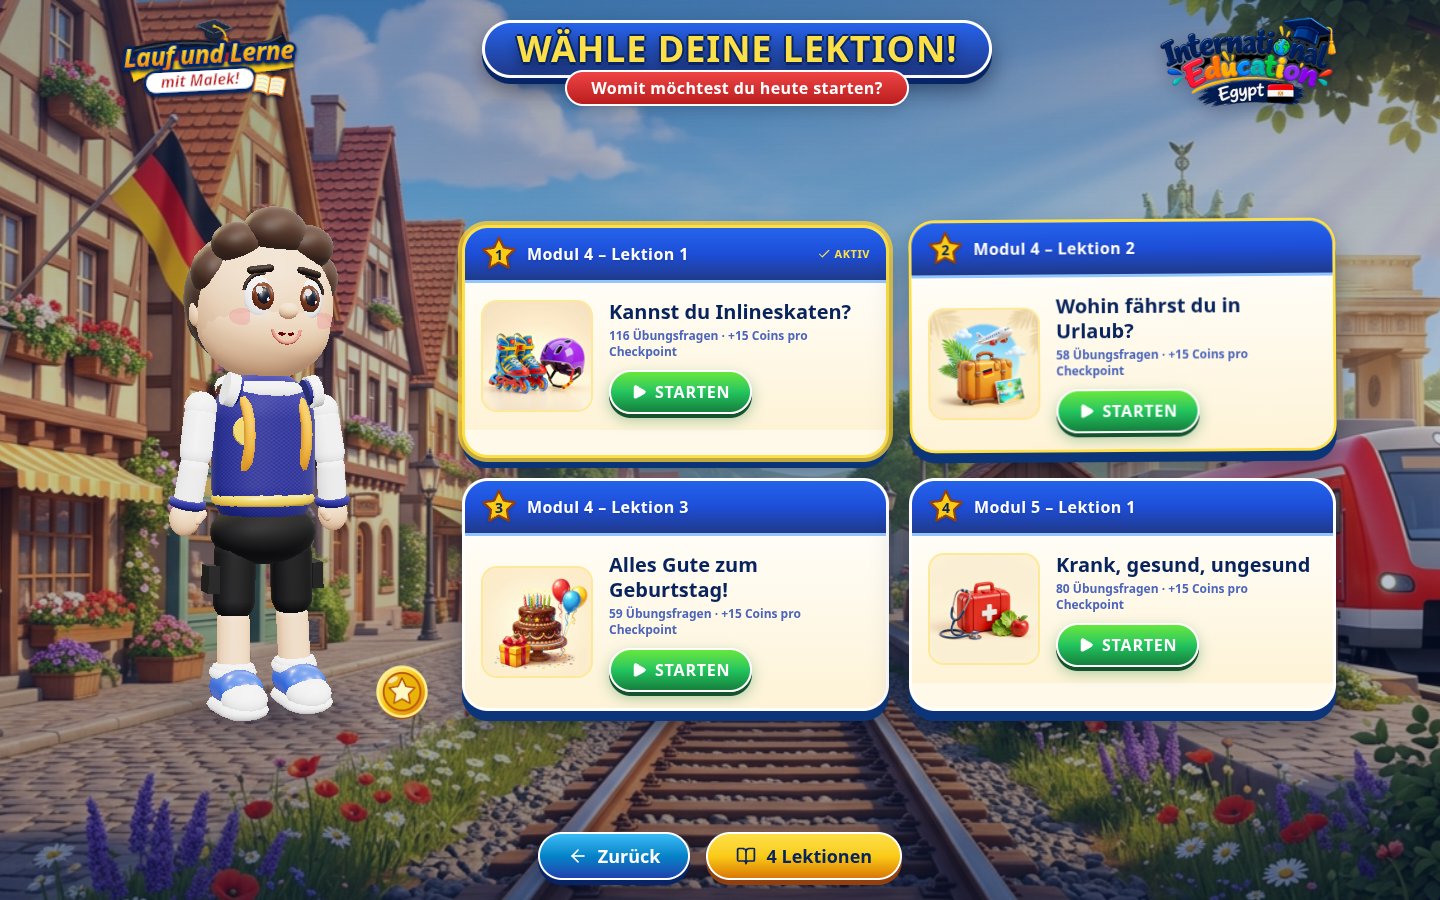 Lauf und Lerne
mit Malek!
WÄHLE DEINE LEKTION!
Womit möchtest du heute starten?
International
Education
Egypt
1
Modul 4 – Lektion 1
AKTIV
Kannst du Inlineskaten?
116 Übungsfragen · +15 Coins pro
Checkpoint
STARTEN
2
Modul 4 – Lektion 2
Wohin fährst du in
Urlaub?
58 Übungsfragen · +15 Coins pro
Checkpoint
STARTEN
3
Modul 4 – Lektion 3
Alles Gute zum
Geburtstag!
59 Übungsfragen · +15 Coins pro
Checkpoint
STARTEN
4
Modul 5 – Lektion 1
Krank, gesund, ungesund
80 Übungsfragen · +15 Coins pro
Checkpoint
STARTEN
Zurück
4 Lektionen